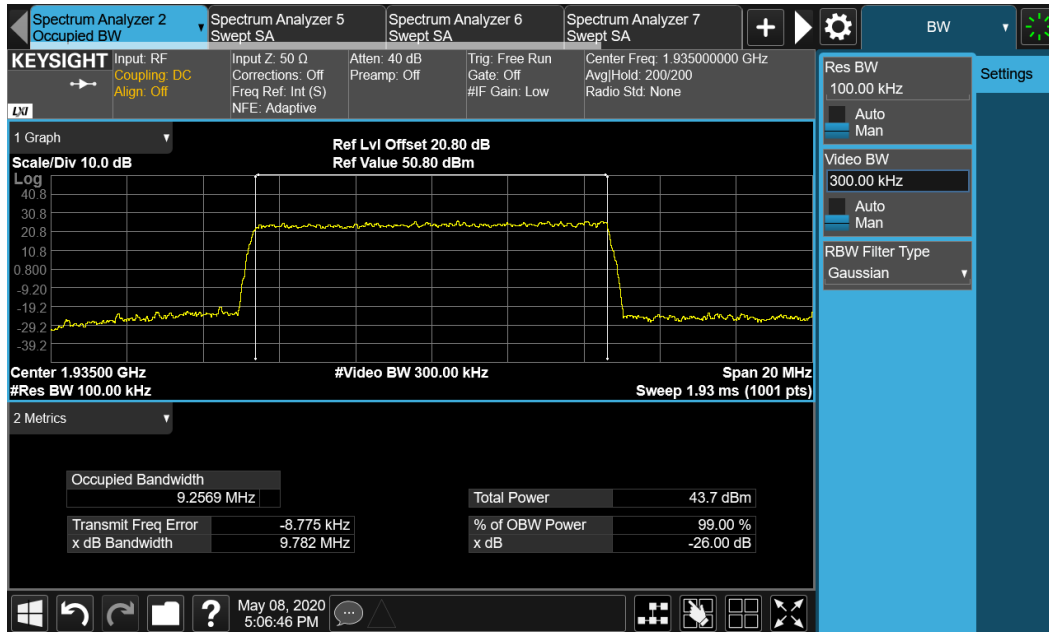 Spectrum Analyzer 2
Occupied BW
Spectrum Analyzer 5
Swept SA
Spectrum Analyzer 6
Swept SA
Spectrum Analyzer 7
Swept SA
+
BW
KEYSIGHT
LXI
Input: RF
Coupling: DC
Align: Off
Input Z: 50 Ω
Corrections: Off
Freq Ref: Int (S)
NFE: Adaptive
Atten: 40 dB
Preamp: Off
Trig: Free Run
Gate: Off
#IF Gain: Low
Center Freq: 1.935000000 GHz
Avg|Hold: 200/200
Radio Std: None
Res BW
100.00 kHz
Auto
Man
Settings
Video BW
300.00 kHz
Auto
Man
RBW Filter Type
Gaussian
1 Graph
Scale/Div 10.0 dB
Ref Lvl Offset 20.80 dB
Ref Value 50.80 dBm
Log
40.8
30.8
20.8
10.8
0.800
-9.20
-19.2
-29.2
-39.2
Center 1.93500 GHz
#Video BW 300.00 kHz
Span 20 MHz
#Res BW 100.00 kHz
Sweep 1.93 ms (1001 pts)
2 Metrics
Occupied Bandwidth
9.2569 MHz
Total Power 43.7 dBm
Transmit Freq Error -8.775 kHz
% of OBW Power 99.00 %
x dB Bandwidth 9.782 MHz
x dB -26.00 dB
?
May 08, 2020
5:06:46 PM